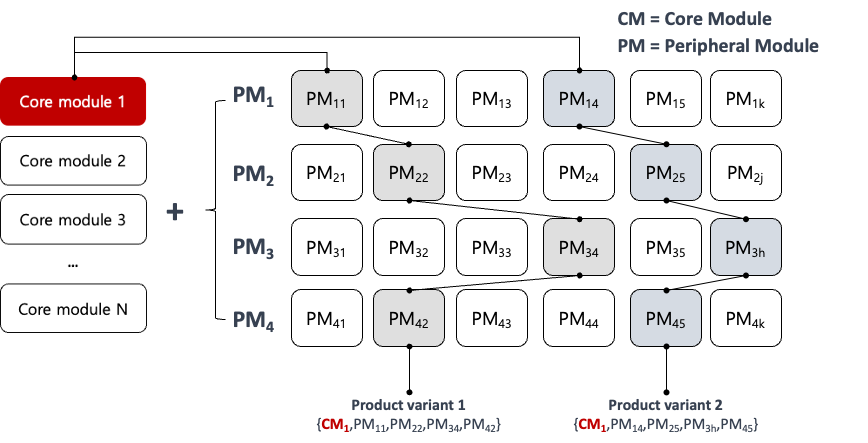 CM = Core Module
PM = Peripheral Module
Core module 1
Core module 2
Core module 3
...
Core module N
+
PM1 PM11 PM12 PM13 PM14 PM15 PM1k
PM2 PM21 PM22 PM23 PM24 PM25 PM2j
PM3 PM31 PM32 PM33 PM34 PM35 PM3h
PM4 PM41 PM42 PM43 PM44 PM45 PM4k
Product variant 1
{CM1,PM11,PM22,PM34,PM42}
Product variant 2
{CM1,PM14,PM25,PM3h,PM45}